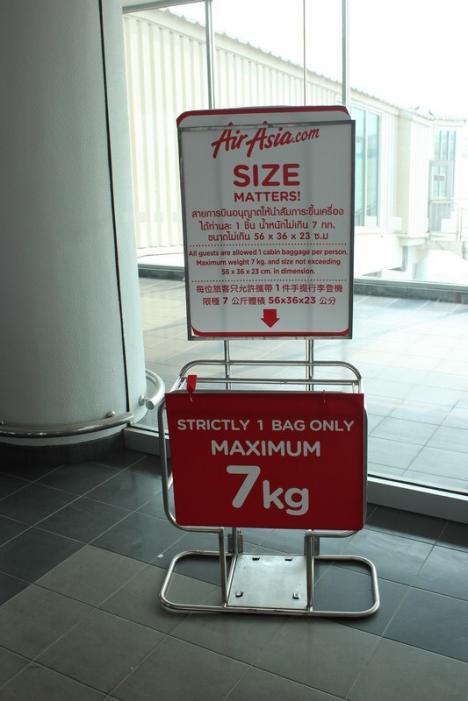 AirAsia.com
SIZE
MATTERS!
สายการบินอนุญาตให้นำสัมภาระขึ้นเครื่อง
ได้ท่านละ 1 ชิ้น น้ำหนักไม่เกิน 7 กก.
ขนาดไม่เกิน 56 x 36 x 23 ซ.ม
All guests are allowed 1 cabin baggage per person.
Maximum weight 7 kg. and size not exceeding
56 x 36 x 23 cm. in dimension.
每位旅客只允許攜帶 1 件手提行李登機
限種 7 公斤體積 56x36x23 公分
STRICTLY 1 BAG ONLY
MAXIMUM
7kg